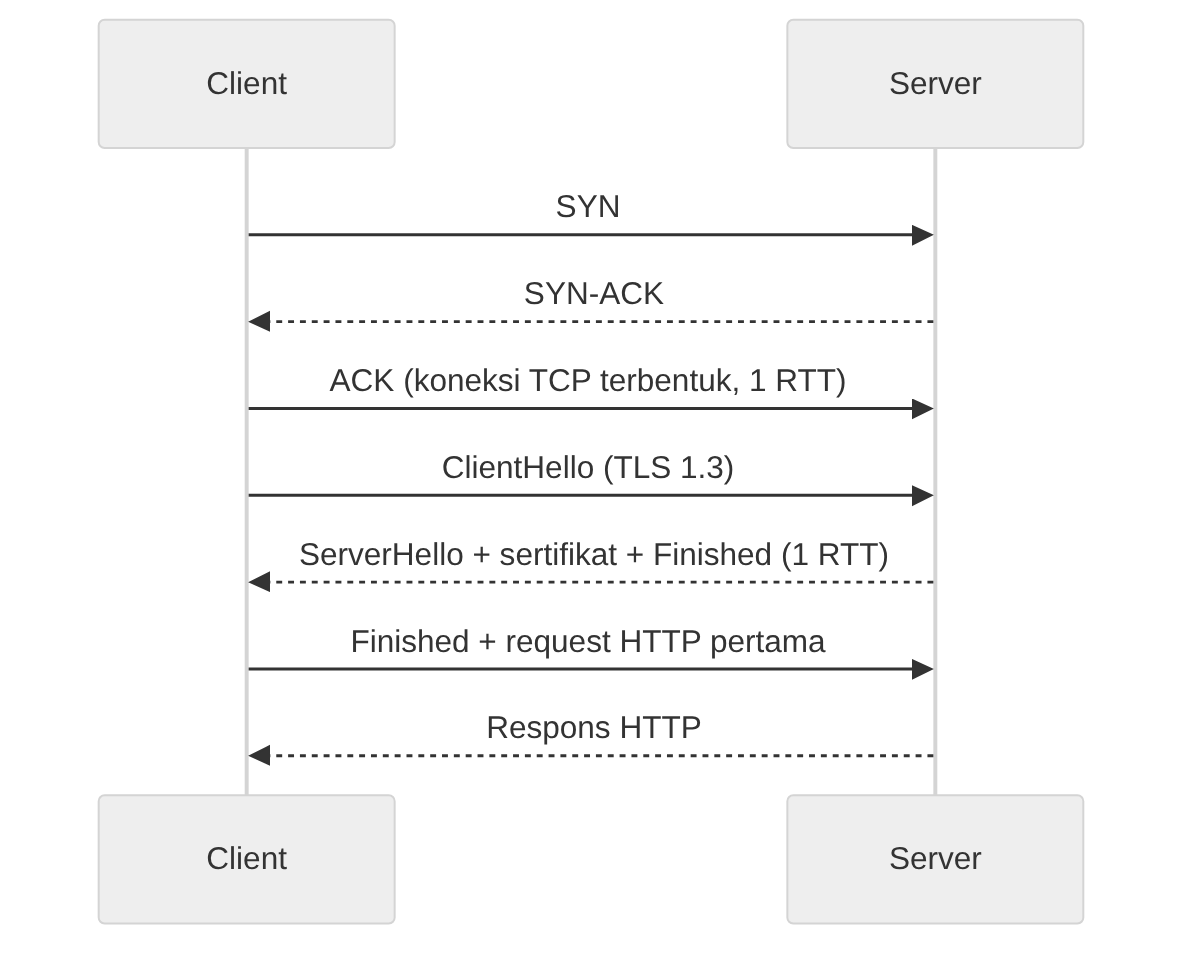 Client
Server
SYN
SYN-ACK
ACK (koneksi TCP terbentuk, 1 RTT)
ClientHello (TLS 1.3)
ServerHello + sertifikat + Finished (1 RTT)
Finished + request HTTP pertama
Respons HTTP
Client
Server